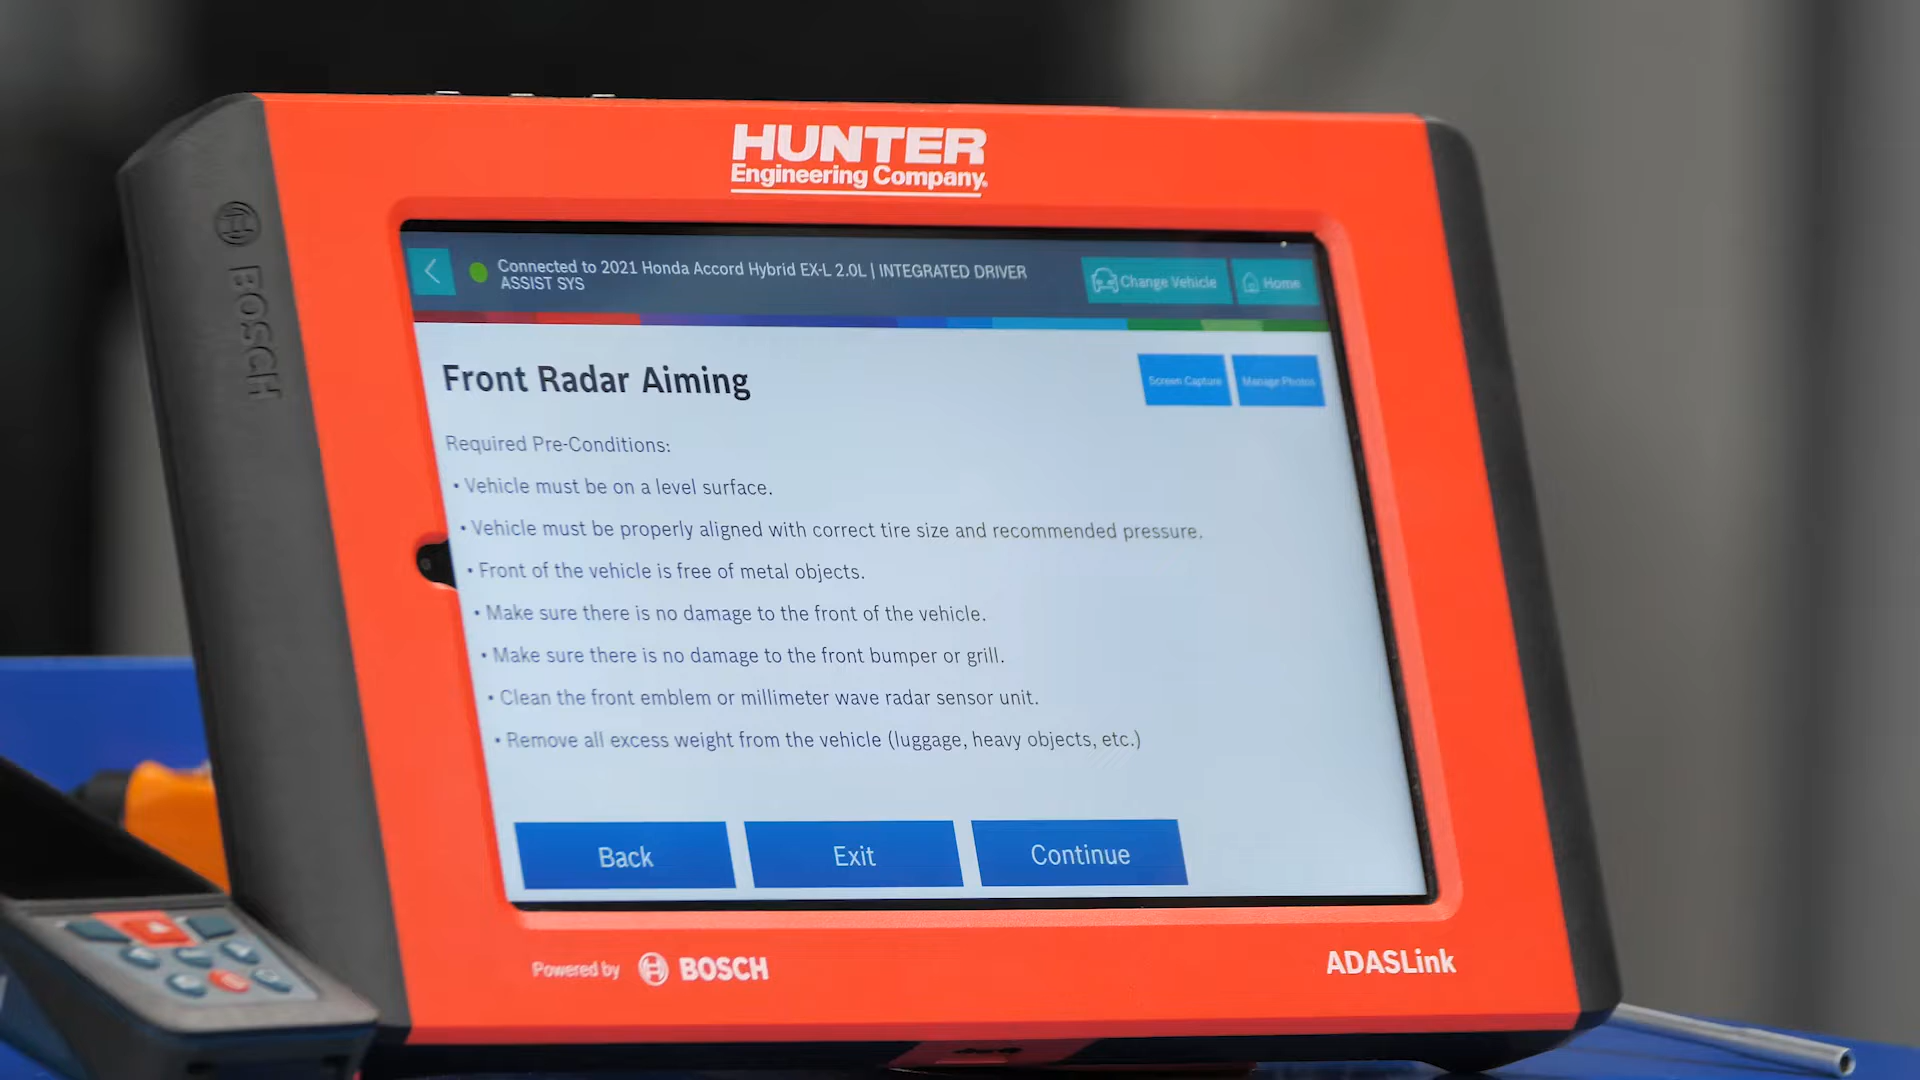 HUNTER
Engineering Company.
BOSCH
Connected to 2021 Honda Accord Hybrid EX-L 2.0L | INTEGRATED DRIVER
ASSIST SYS
Change Vehicle
Home
Front Radar Aiming
Screen Capture
Manage Photos
Required Pre-Conditions:
• Vehicle must be on a level surface.
• Vehicle must be properly aligned with correct tire size and recommended pressure.
• Front of the vehicle is free of metal objects.
• Make sure there is no damage to the front of the vehicle.
• Make sure there is no damage to the front bumper or grill.
• Clean the front emblem or millimeter wave radar sensor unit.
• Remove all excess weight from the vehicle (luggage, heavy objects, etc.)
Back
Exit
Continue
Powered by BOSCH
ADASLink